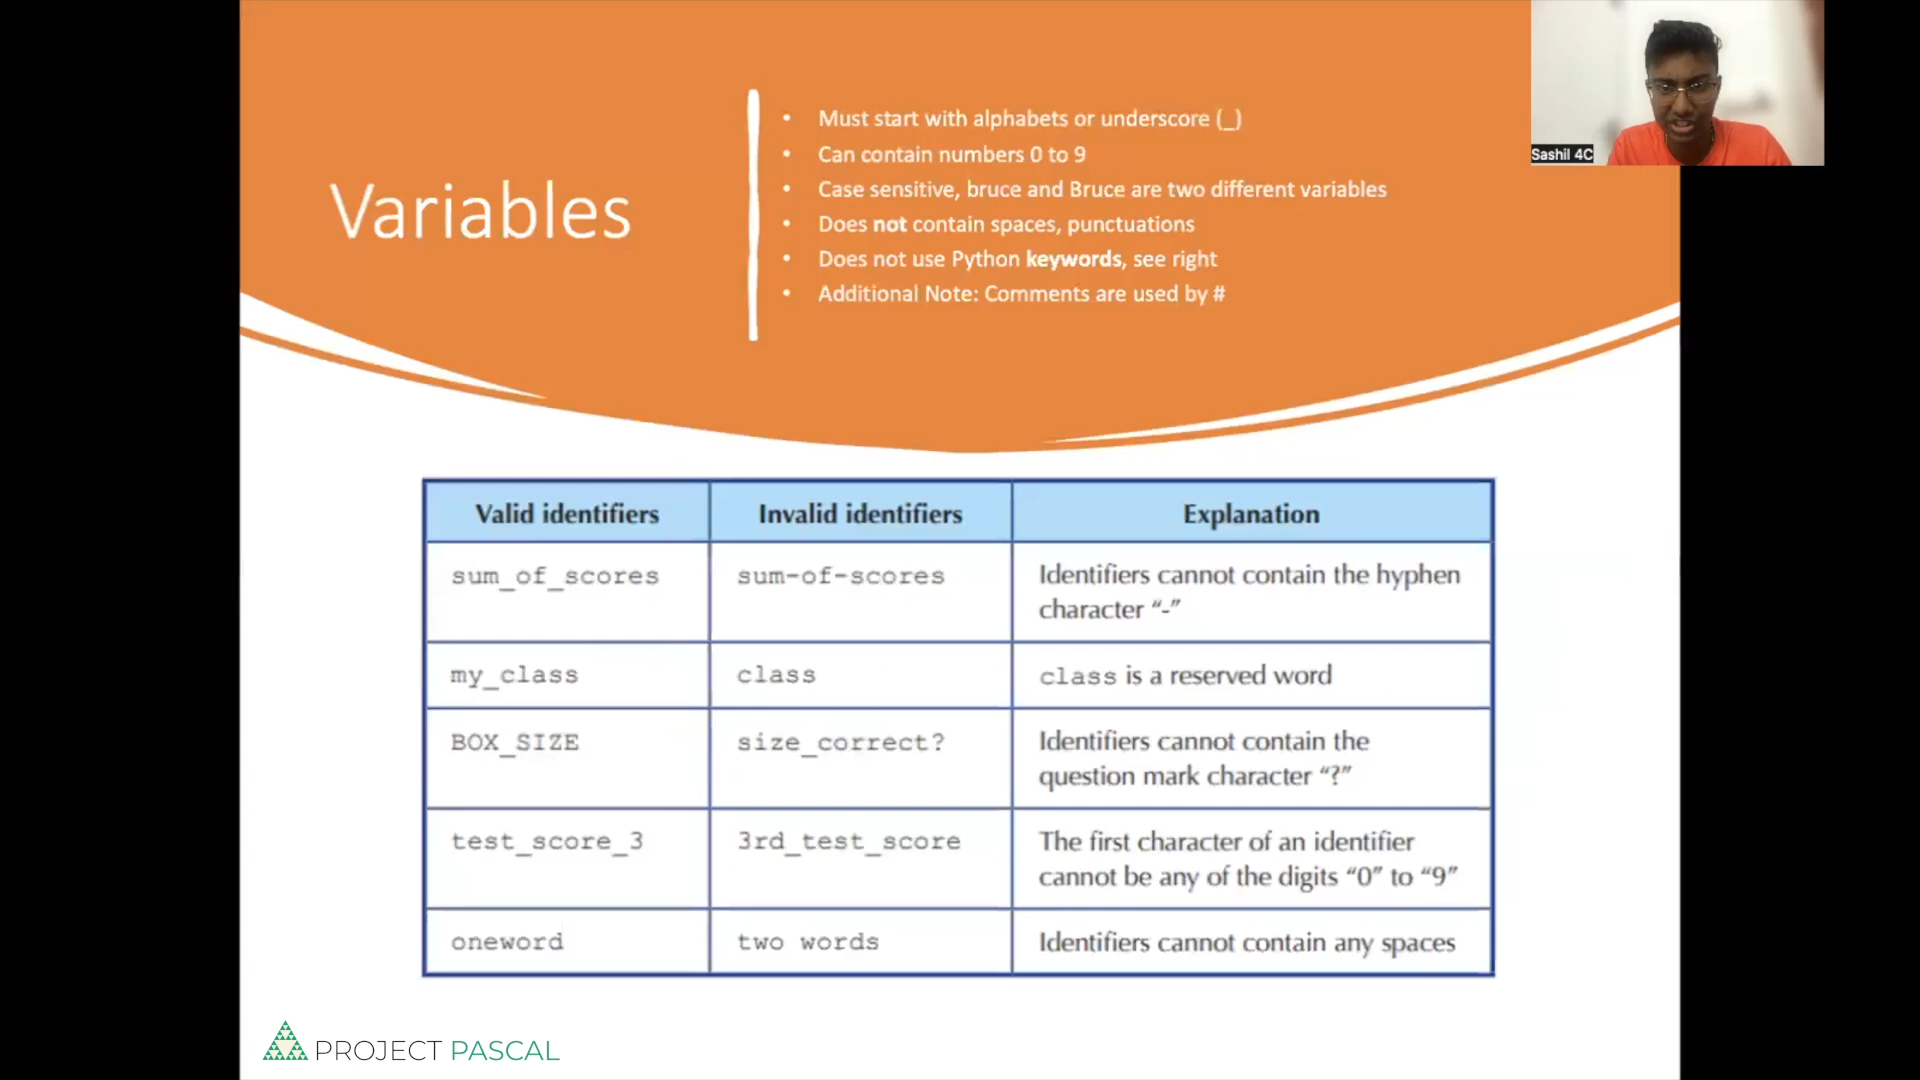 Variables
• Must start with alphabets or underscore (_)
• Can contain numbers 0 to 9
• Case sensitive, bruce and Bruce are two different variables
• Does not contain spaces, punctuations
• Does not use Python keywords, see right
• Additional Note: Comments are used by #
Sashil 4C
Valid identifiers Invalid identifiers Explanation
sum_of_scores sum-of-scores Identifiers cannot contain the hyphen
character “-”
my_class class class is a reserved word
BOX_SIZE size_correct? Identifiers cannot contain the
question mark character “?”
test_score_3 3rd_test_score The first character of an identifier
cannot be any of the digits “0” to “9”
oneword two words Identifiers cannot contain any spaces
PROJECT PASCAL